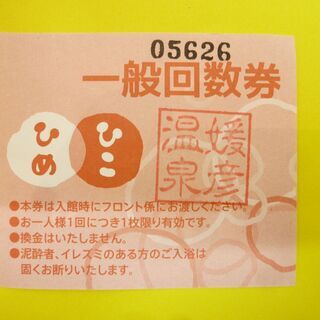 05626
一般回数券
ひめ
ひこ
媛彦
温泉
●本券は入館時にフロント係にお渡しください。
●お一人様1回につき1枚限り有効です。
●換金はいたしません。
●泥酔者、イレズミのある方のご入浴は
固くお断りいたします。